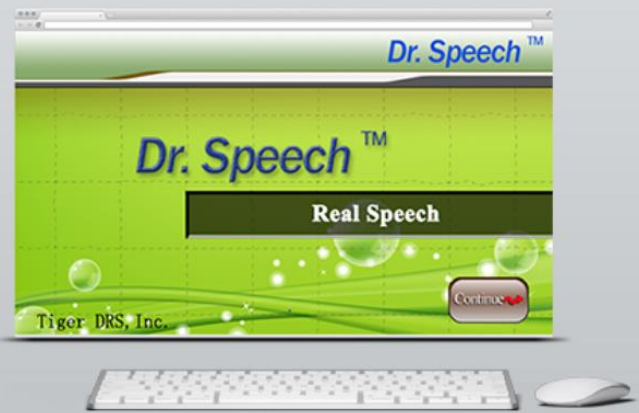 Dr. Speech™
Dr. Speech™
Real Speech
Continue
Tiger DRS, Inc.